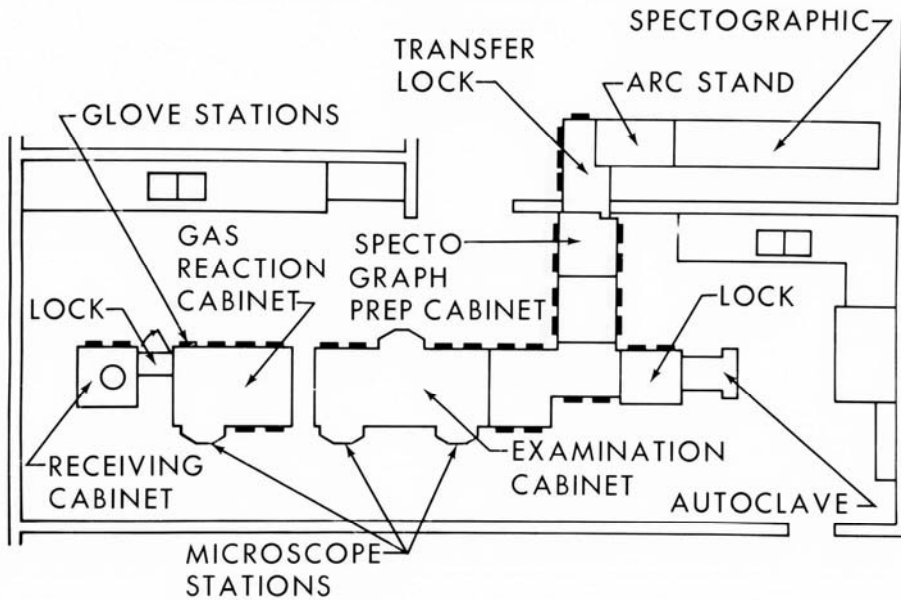 SPECTOGRAPHIC
TRANSFER
LOCK
ARC STAND
GLOVE STATIONS
GAS
REACTION
CABINET
SPECTO
GRAPH
PREP CABINET
LOCK
LOCK
RECEIVING
CABINET
EXAMINATION
CABINET
AUTOCLAVE
MICROSCOPE
STATIONS